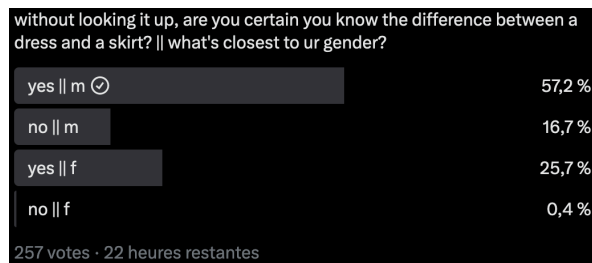 without looking it up, are you certain you know the difference between a
dress and a skirt? || what's closest to ur gender?
yes || m 57,2 %
no || m 16,7 %
yes || f 25,7 %
no || f 0,4 %
257 votes · 22 heures restantes